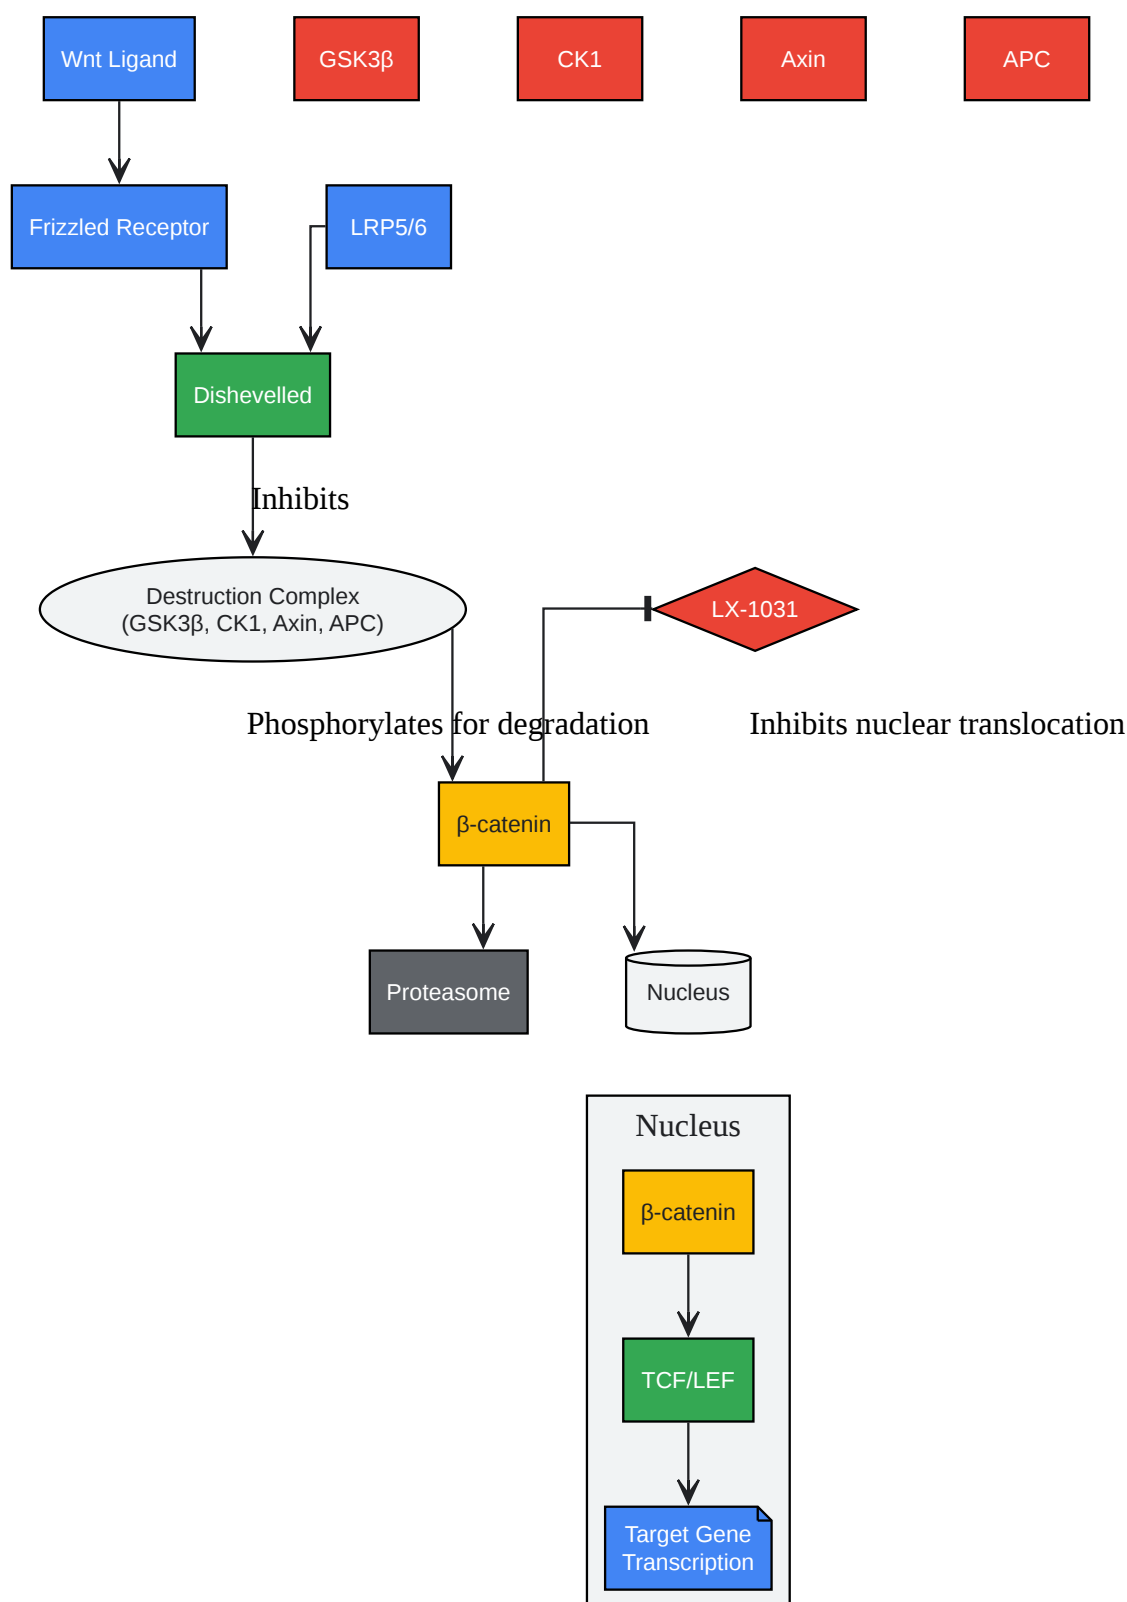 Wnt Ligand
GSK3β
CK1
Axin
APC
Frizzled Receptor
LRP5/6
Dishevelled
Inhibits
Destruction Complex
(GSK3β, CK1, Axin, APC)
LX-1031
Phosphorylates for degradation
Inhibits nuclear translocation
β-catenin
Proteasome
Nucleus
Nucleus
β-catenin
TCF/LEF
Target Gene
Transcription